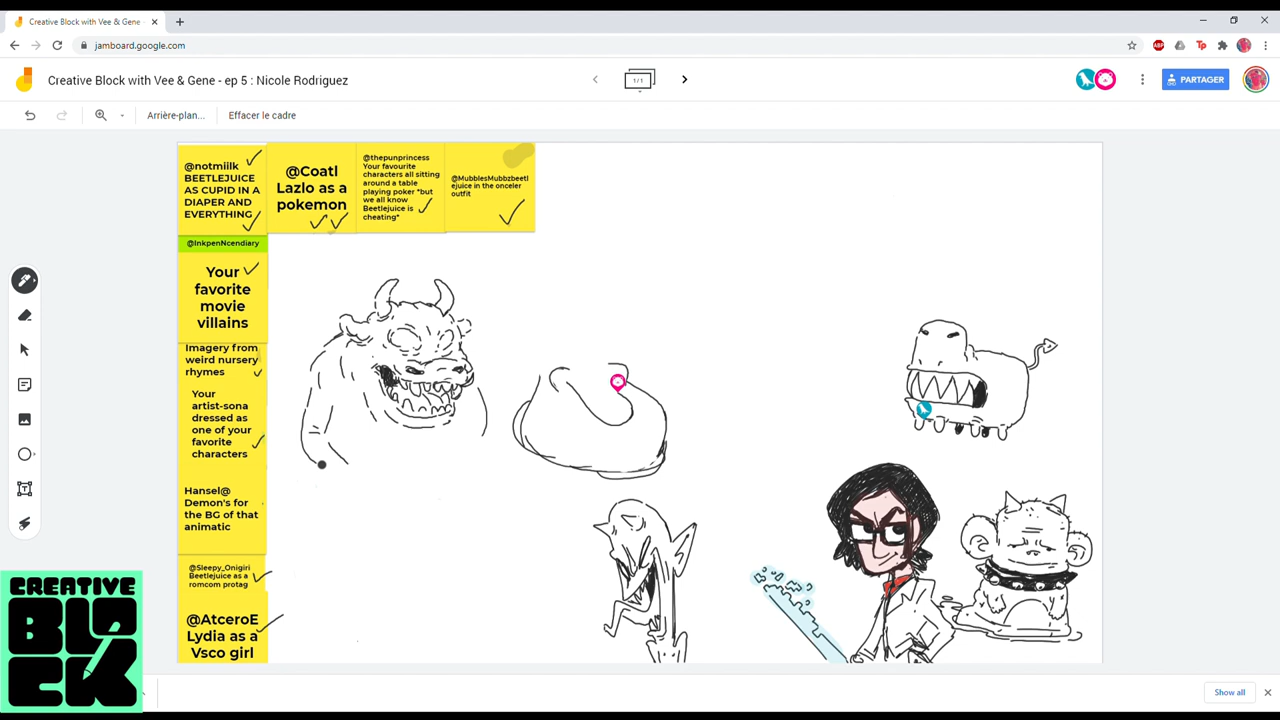 Creative Block with Vee & Gene -
jamboard.google.com
ABP
Tp
Creative Block with Vee & Gene - ep 5 : Nicole Rodriguez
1/1
PARTAGER
Arrière-plan...
Effacer le cadre
@notmiilk
BEETLEJUICE
AS CUPID IN A
DIAPER AND
EVERYTHING
@Coatl
Lazlo as a
pokemon
@thepunprincess
Your favourite
characters all sitting
around a table
playing poker *but
we all know
Beetlejuice is
cheating*
@MubblesMubbzbeetl
ejuice in the onceler
outfit
@InkpenNcendiary
Your
favorite
movie
villains
Imagery from
weird nursery
rhymes
Your
artist-sona
dressed as
one of your
favorite
characters
Hansel@
Demon's for
the BG of that
animatic
@Sleepy_Onigiri
Beetlejuice as a
romcom protag
@AtceroE
Lydia as a
Vsco girl
CREATIVE
BLOCK
Show all